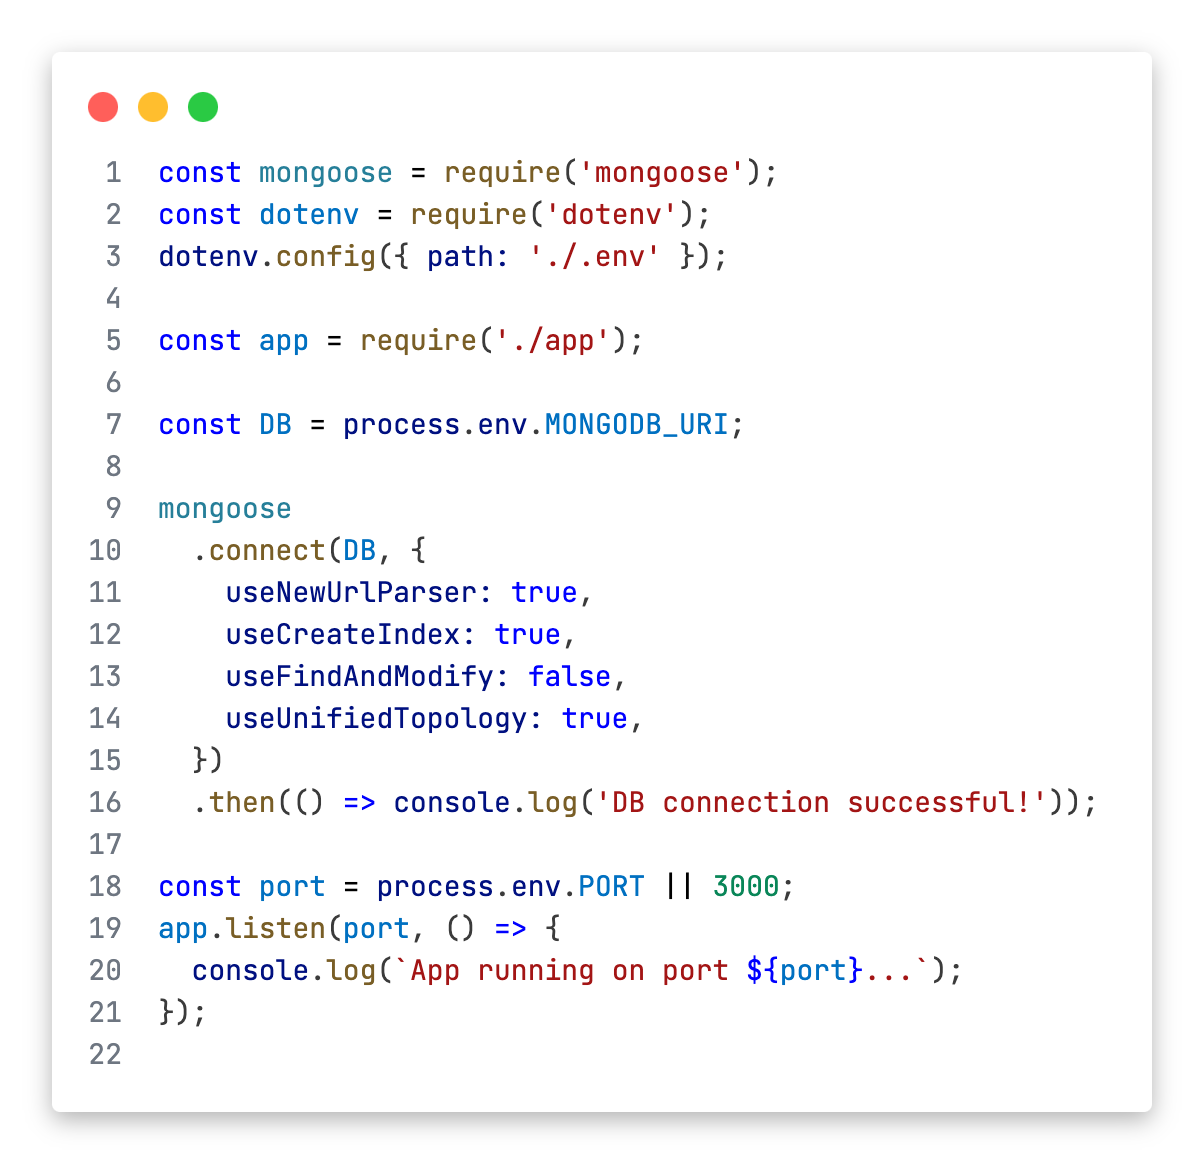 1 const mongoose = require('mongoose');
2 const dotenv = require('dotenv');
3 dotenv.config({ path: './.env' });
4
5 const app = require('./app');
6
7 const DB = process.env.MONGODB_URI;
8
9 mongoose
10   .connect(DB, {
11     useNewUrlParser: true,
12     useCreateIndex: true,
13     useFindAndModify: false,
14     useUnifiedTopology: true,
15   })
16   .then(() => console.log('DB connection successful!'));
17
18 const port = process.env.PORT || 3000;
19 app.listen(port, () => {
20   console.log(`App running on port ${port}...`);
21 });
22